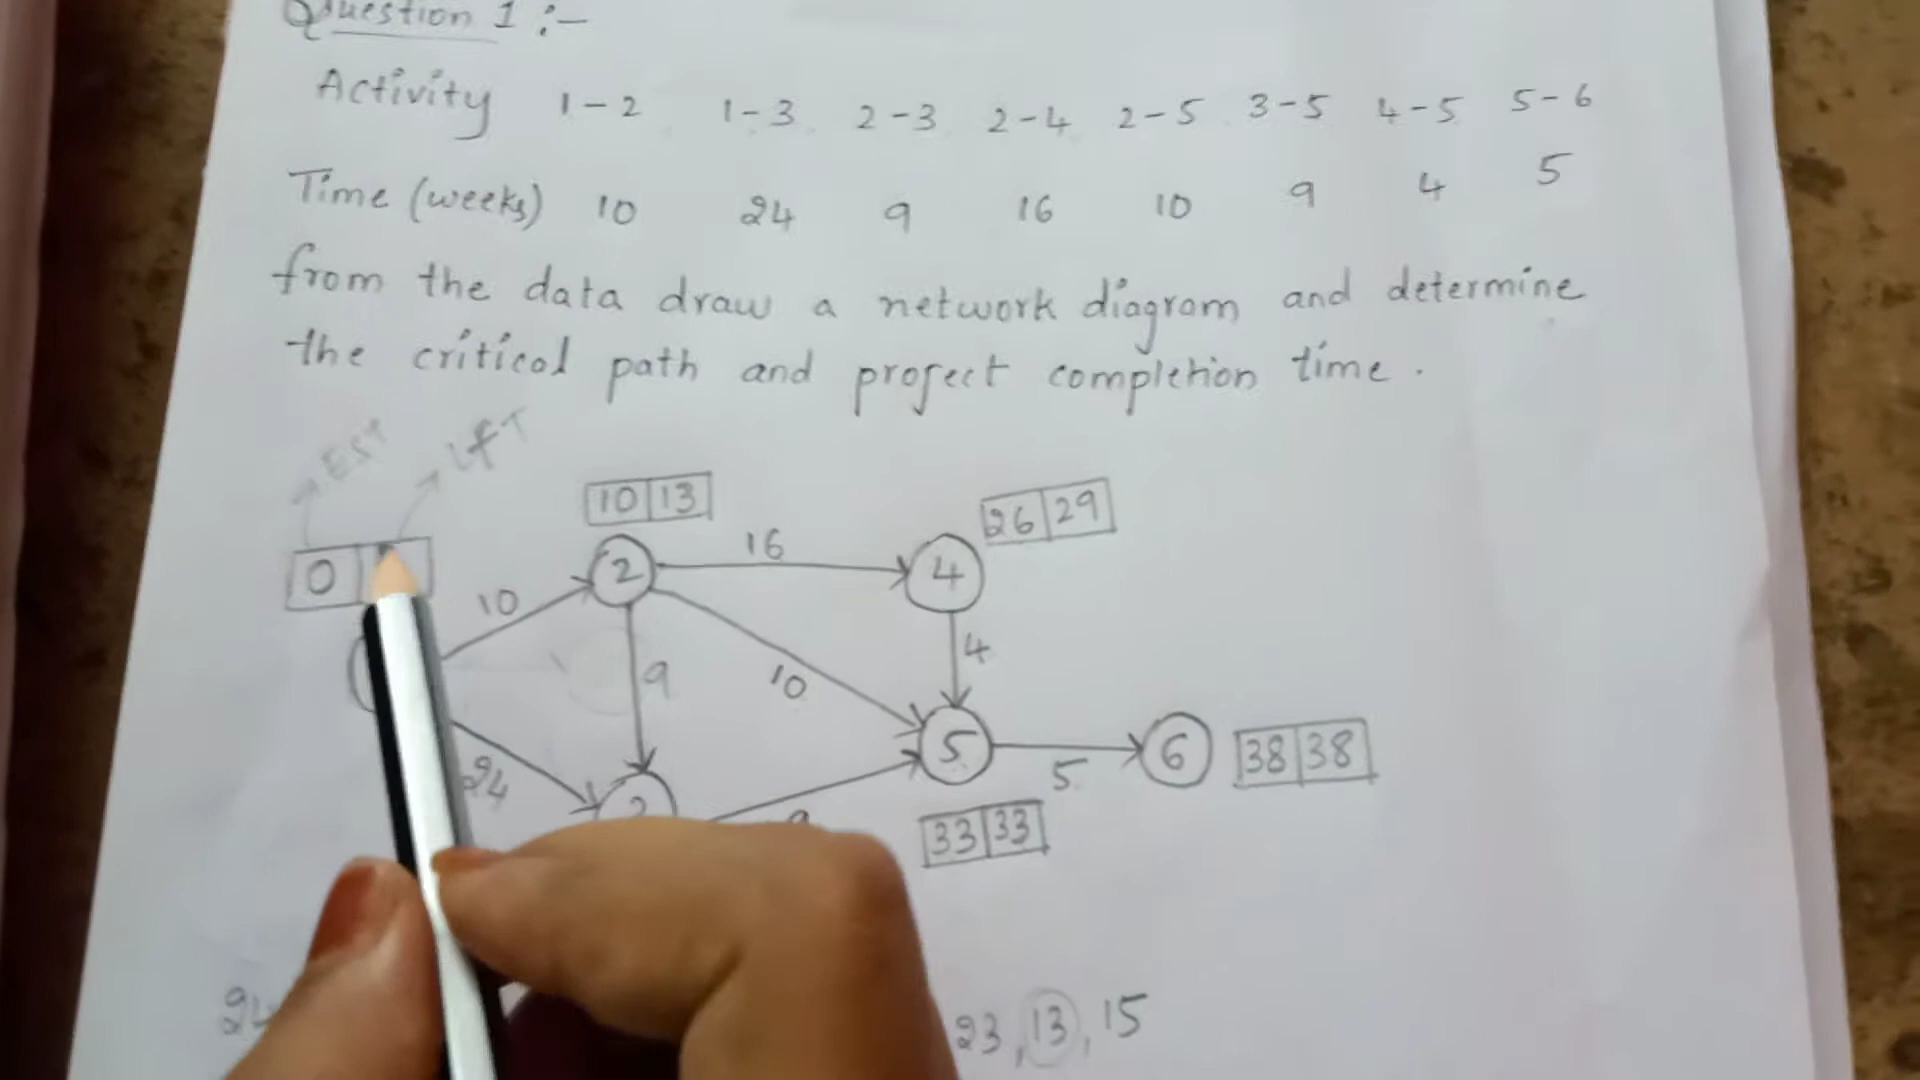 Question 1 :-
Activity 1-2 1-3 2-3 2-4 2-5 3-5 4-5 5-6
Time (weeks) 10 24 9 16 10 9 4 5
from the data draw a network diagram and determine
the critical path and project completion time.
EST LFT
10 13
26 29
0
2
16
4
10
9
10
4
24
5
5
6
38 38
33 33
23, 13, 15